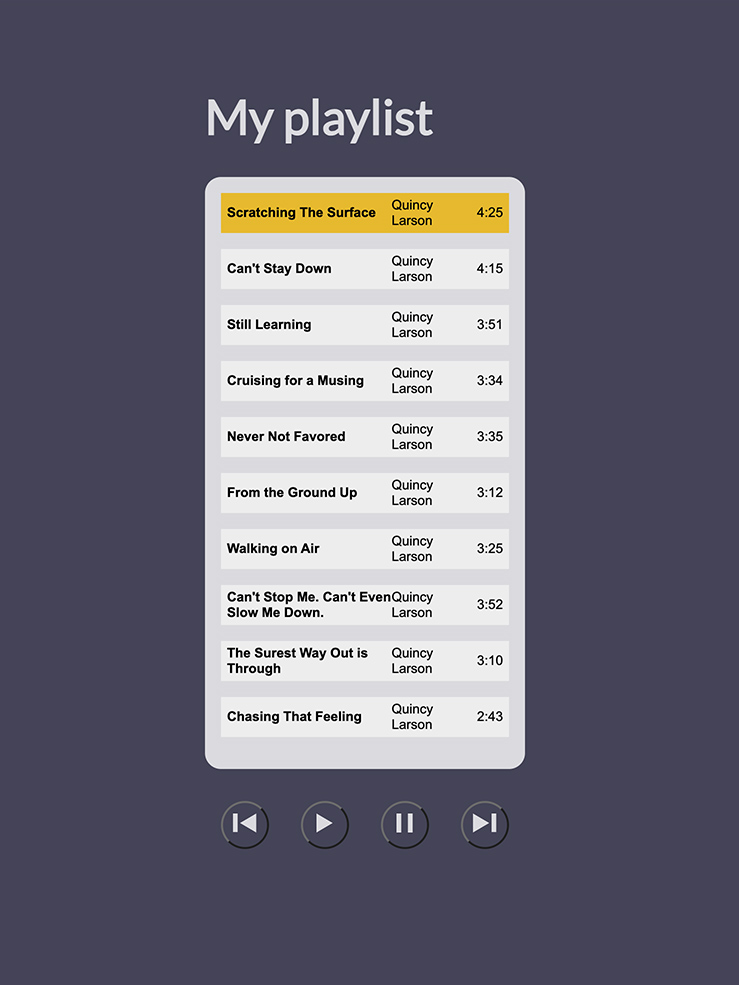 My playlist
Scratching The Surface Quincy Larson 4:25
Can't Stay Down Quincy Larson 4:15
Still Learning Quincy Larson 3:51
Cruising for a Musing Quincy Larson 3:34
Never Not Favored Quincy Larson 3:35
From the Ground Up Quincy Larson 3:12
Walking on Air Quincy Larson 3:25
Can't Stop Me. Can't Even Slow Me Down. Quincy Larson 3:52
The Surest Way Out is Through Quincy Larson 3:10
Chasing That Feeling Quincy Larson 2:43